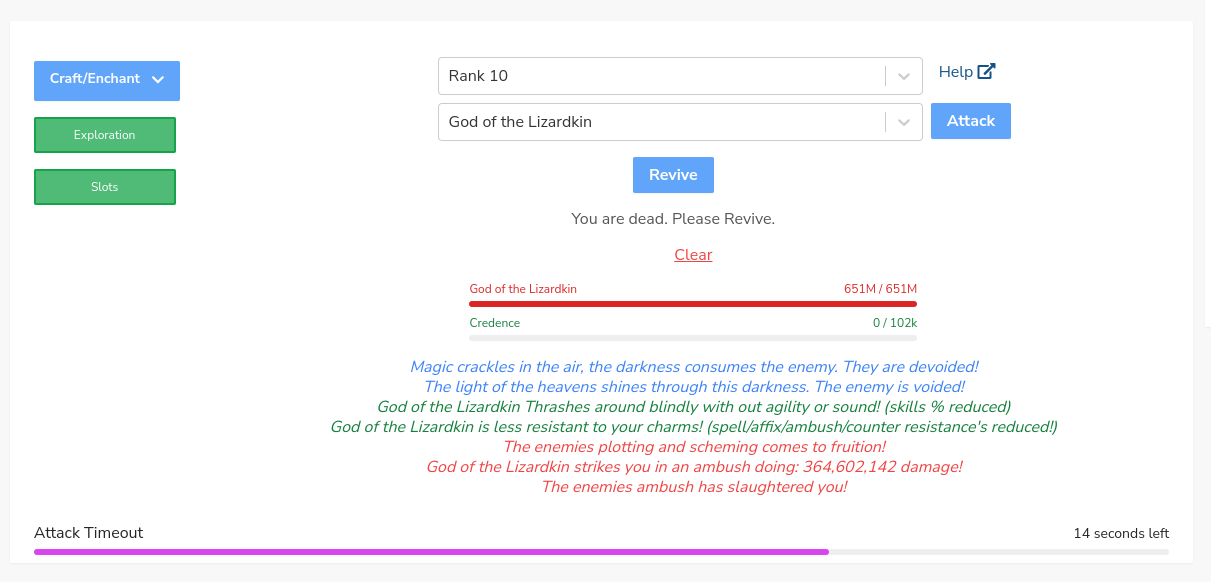 Craft/Enchant
Exploration
Slots
Rank 10
Help
God of the Lizardkin
Attack
Revive
You are dead. Please Revive.
Clear
God of the Lizardkin 651M / 651M
Credence 0 / 102k
Magic crackles in the air, the darkness consumes the enemy. They are devoided!
The light of the heavens shines through this darkness. The enemy is voided!
God of the Lizardkin Thrashes around blindly with out agility or sound! (skills % reduced)
God of the Lizardkin is less resistant to your charms! (spell/affix/ambush/counter resistance's reduced!)
The enemies plotting and scheming comes to fruition!
God of the Lizardkin strikes you in an ambush doing: 364,602,142 damage!
The enemies ambush has slaughtered you!
Attack Timeout 14 seconds left